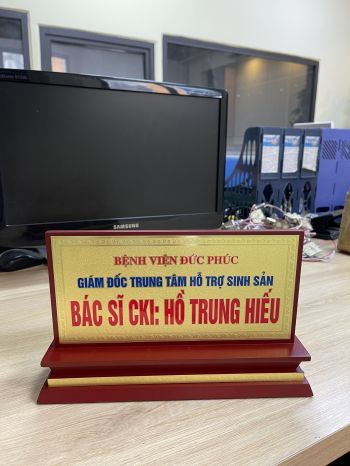 SAMSUNG
BỆNH VIỆN ĐỨC PHÚC
GIÁM ĐỐC TRUNG TÂM HỖ TRỢ SINH SẢN
BÁC SĨ CKI: HỒ TRUNG HIẾU